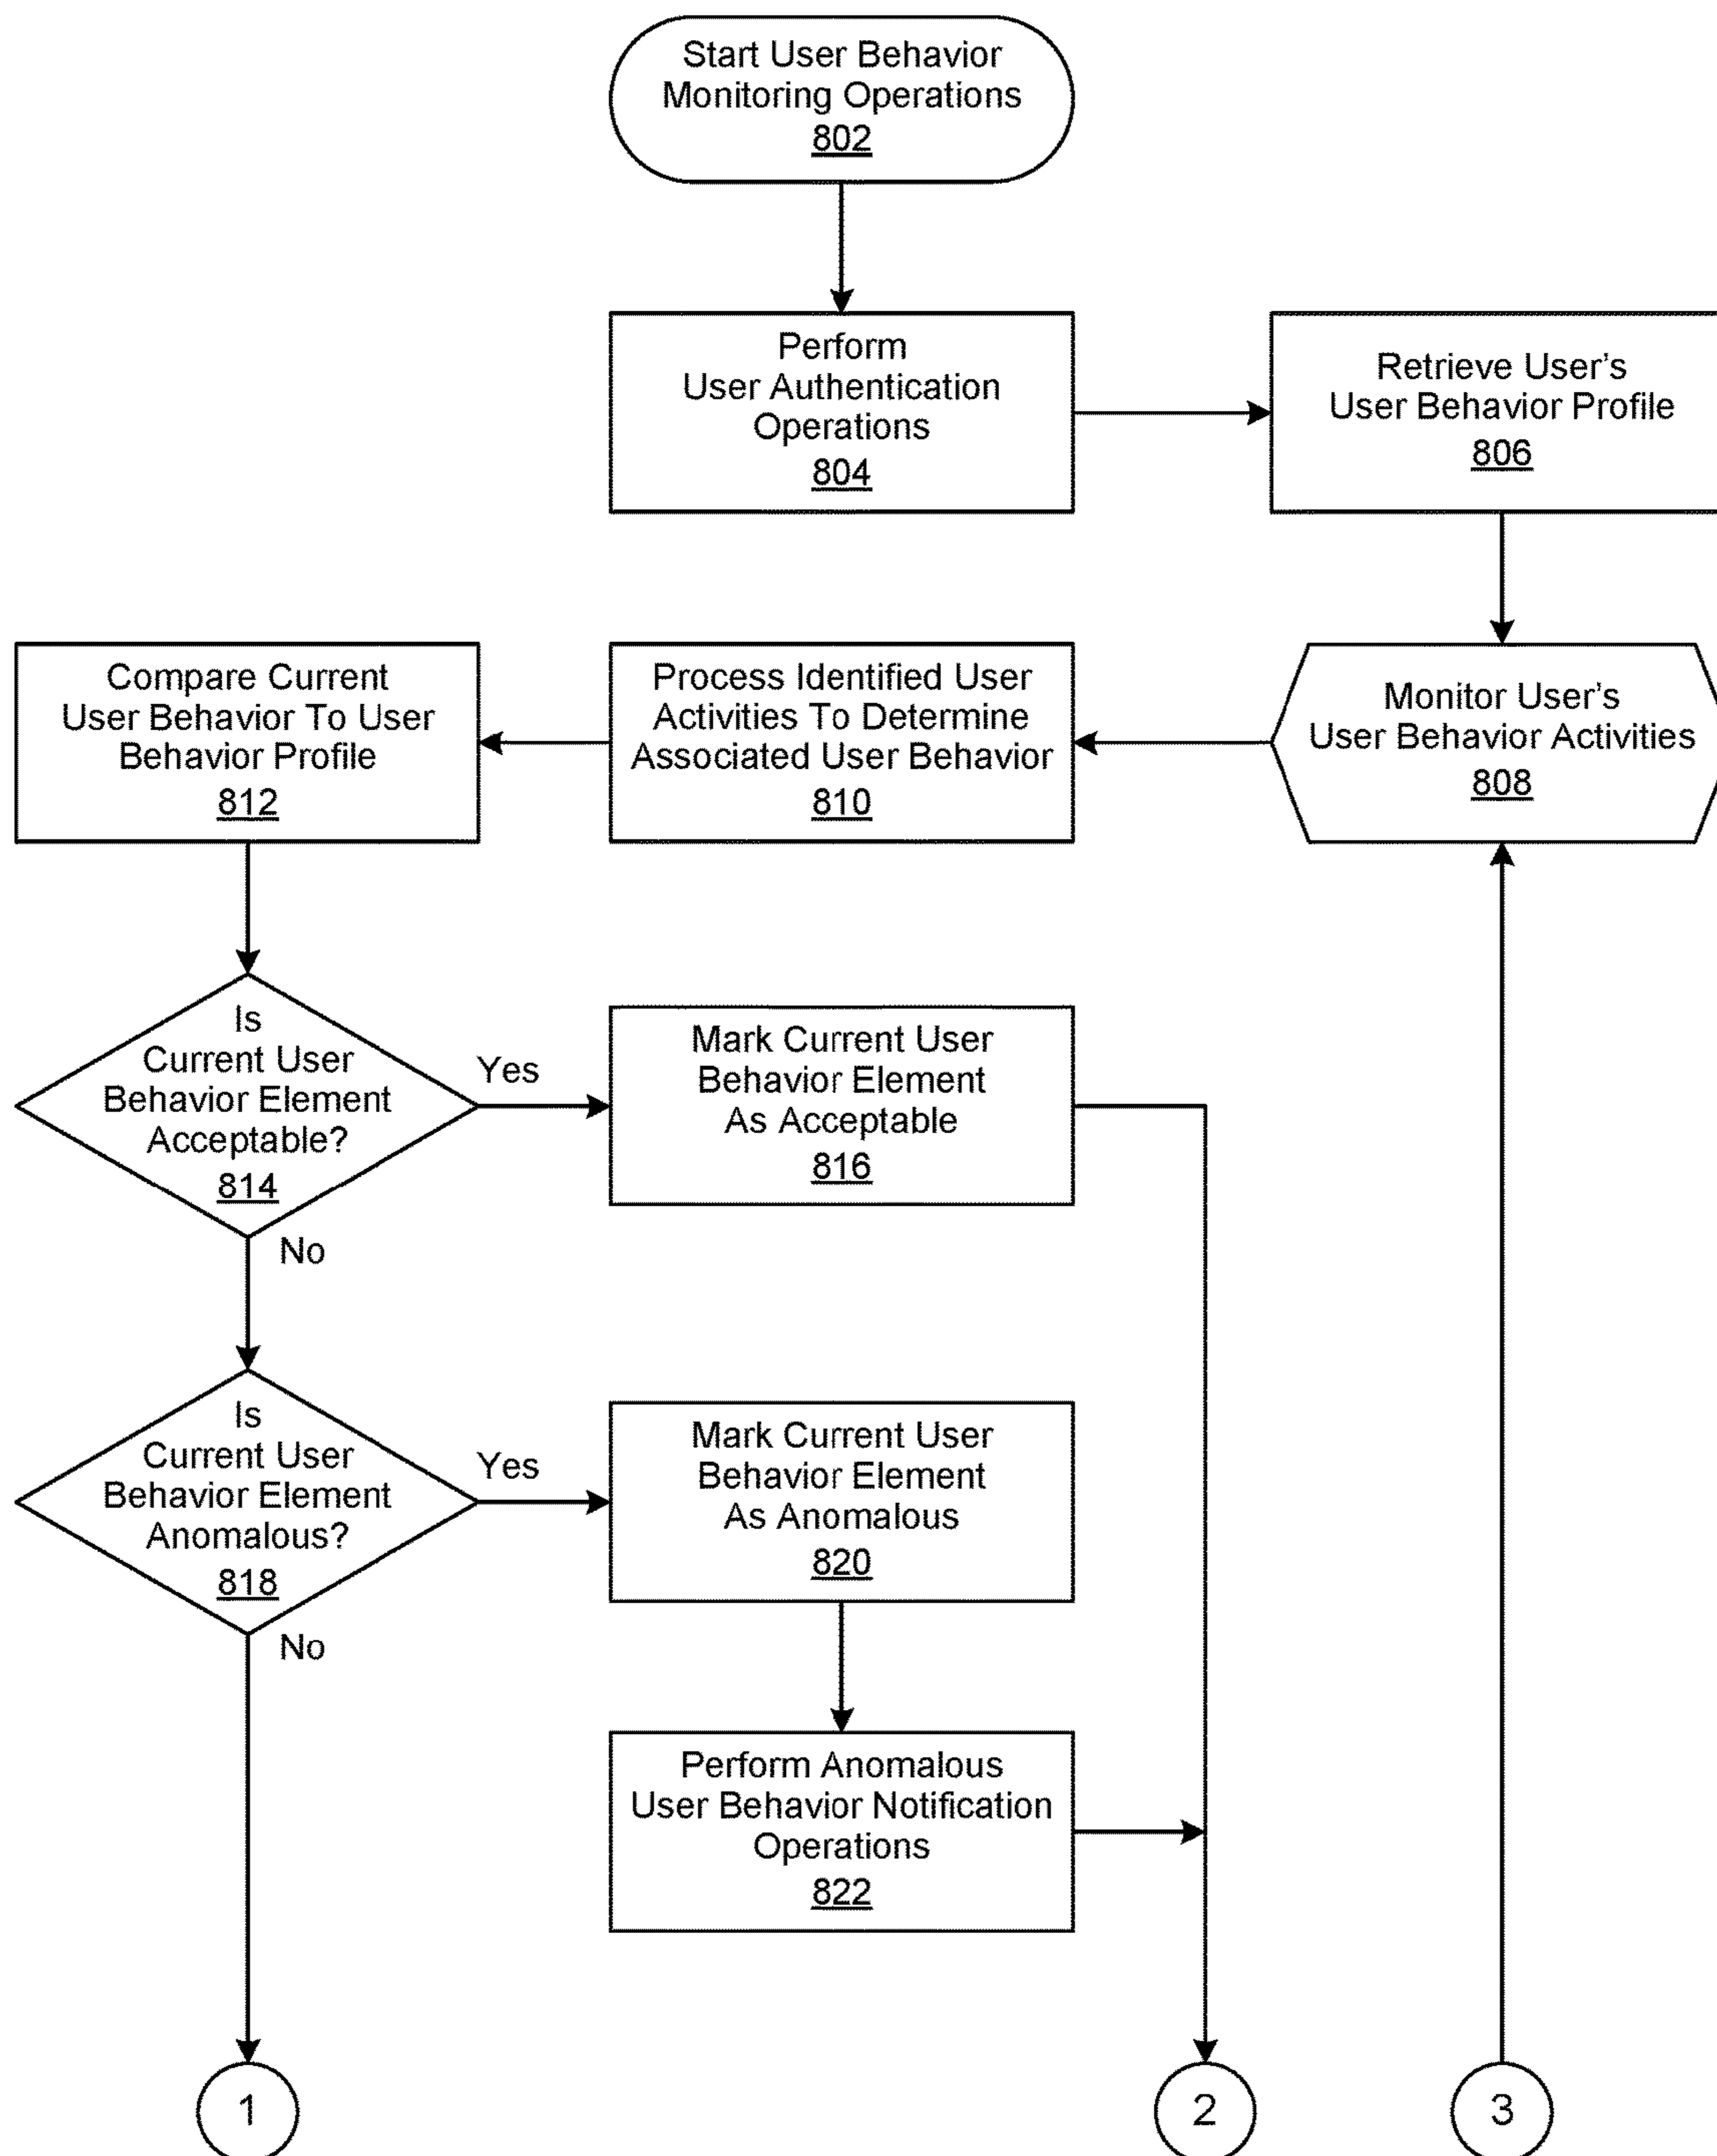 Start User Behavior
Monitoring Operations
802
Perform
User Authentication
Operations
804
Retrieve User's
User Behavior Profile
806
Compare Current
User Behavior To User
Behavior Profile
812
Process Identified User
Activities To Determine
Associated User Behavior
810
Monitor User's
User Behavior Activities
808
Is
Current User
Behavior Element
Acceptable?
814
Yes
No
Mark Current User
Behavior Element
As Acceptable
816
Is
Current User
Behavior Element
Anomalous?
818
Yes
No
Mark Current User
Behavior Element
As Anomalous
820
Perform Anomalous
User Behavior Notification
Operations
822
1
2
3